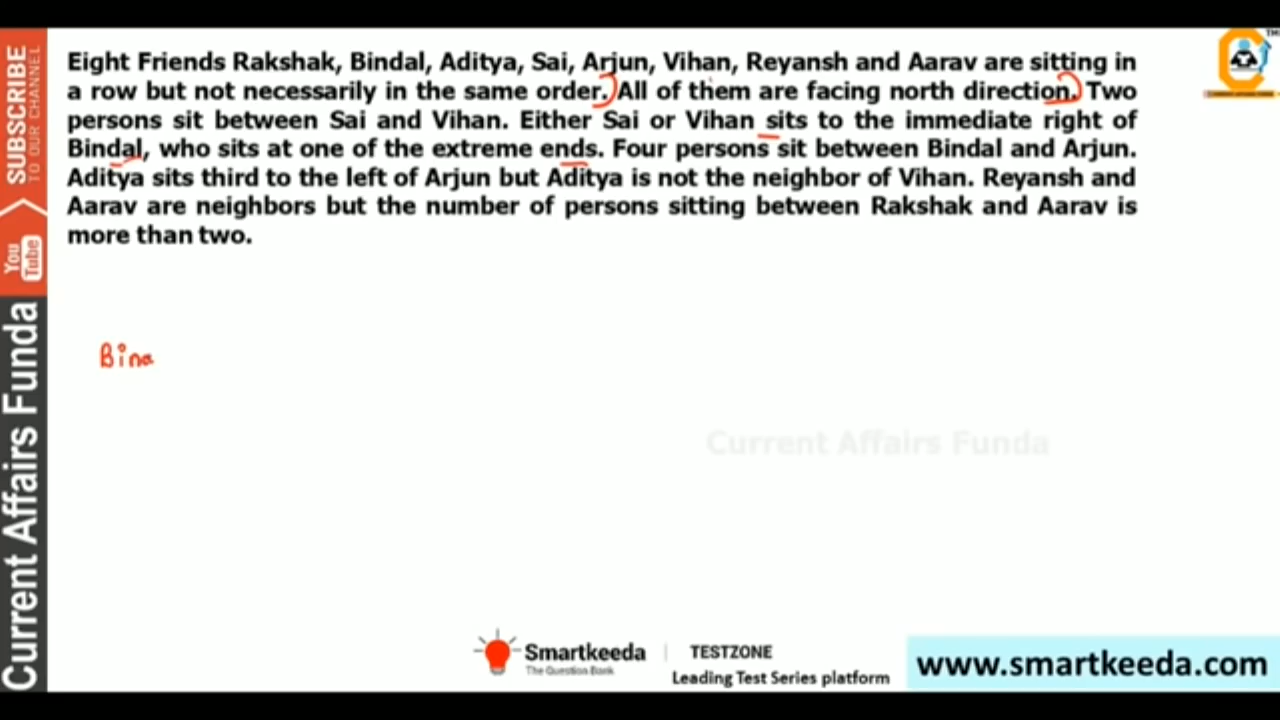 SUBSCRIBE
TO OUR CHANNEL
You
Tube
Current Affairs Funda
Eight Friends Rakshak, Bindal, Aditya, Sai, Arjun, Vihan, Reyansh and Aarav are sitting in
a row but not necessarily in the same order. All of them are facing north direction. Two
persons sit between Sai and Vihan. Either Sai or Vihan sits to the immediate right of
Bindal, who sits at one of the extreme ends. Four persons sit between Bindal and Arjun.
Aditya sits third to the left of Arjun but Aditya is not the neighbor of Vihan. Reyansh and
Aarav are neighbors but the number of persons sitting between Rakshak and Aarav is
more than two.
Bina
Current Affairs Funda
Smartkeeda
The Question Bank
TESTZONE
Leading Test Series platform
www.smartkeeda.com